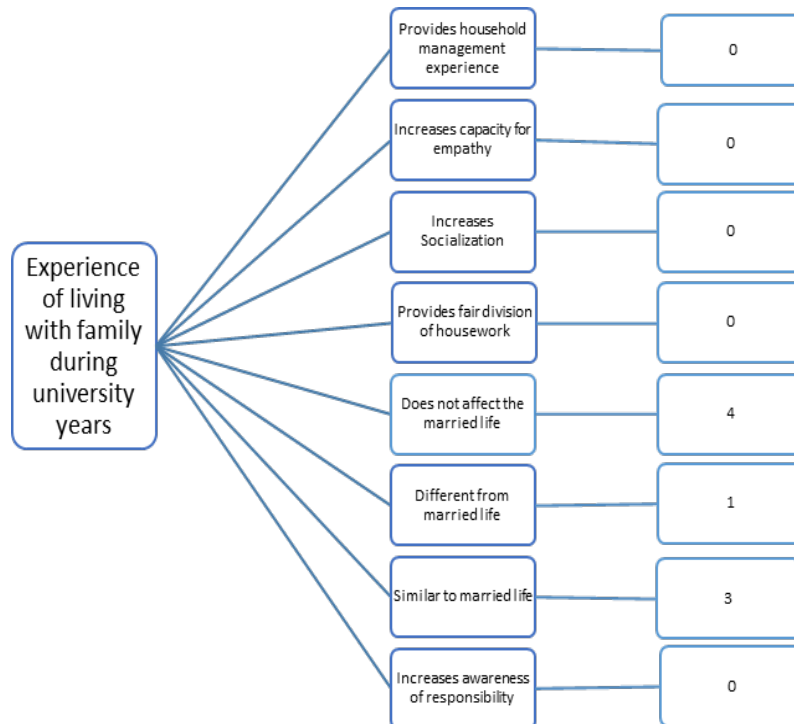 Provides household
management
experience
0
Increases capacity for
empathy
0
Increases
Socialization
0
Experience
of living
with family
during
university
years
Provides fair division
of housework
0
Does not affect the
married life
4
Different from
married life
1
Similar to married life
3
Increases awareness
of responsibility
0